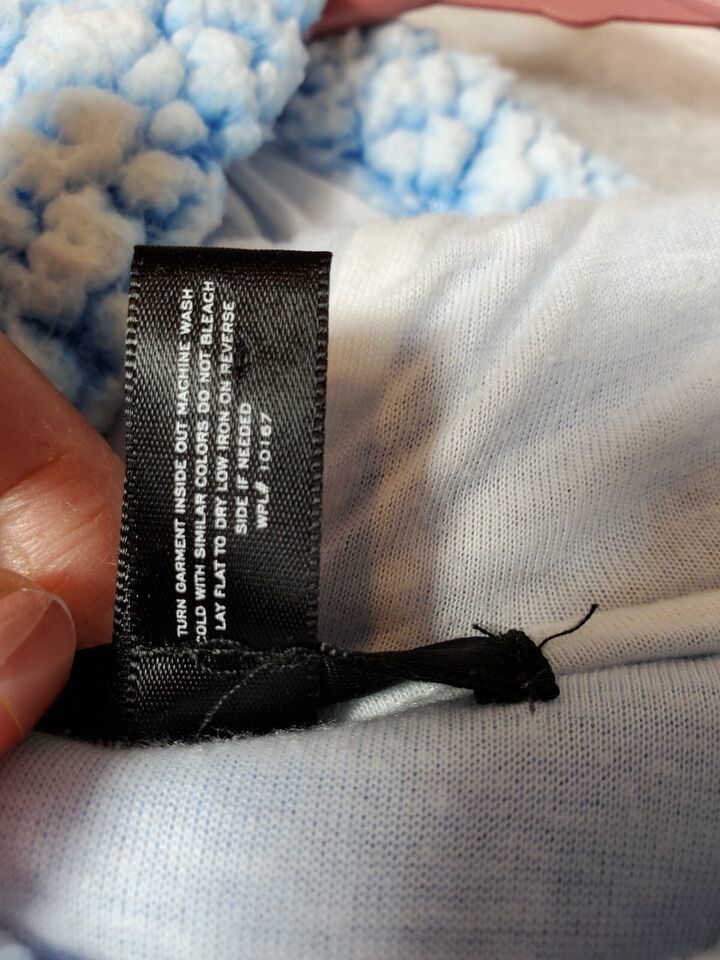 TURN GARMENT INSIDE OUT MACHINE WASH
COLD WITH SIMILAR COLORS DO NOT BLEACH
LAY FLAT TO DRY LOW IRON ON REVERSE
SIDE IF NEEDED
WPL# 10167